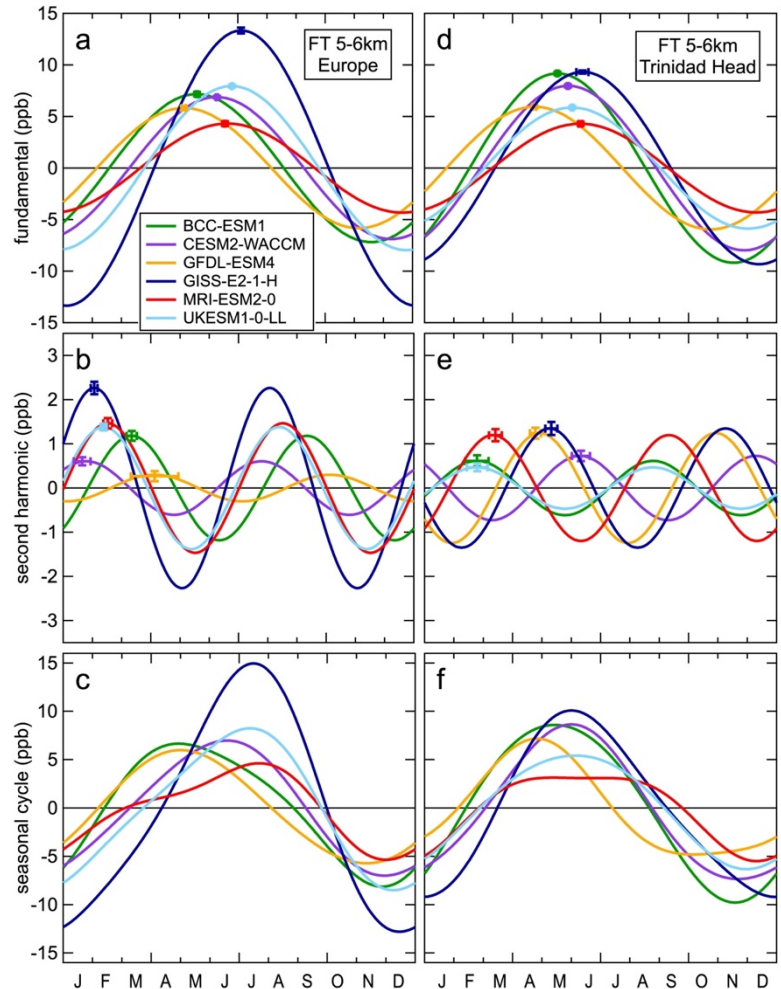 a
FT 5-6km
Europe
d
FT 5-6km
Trinidad Head
fundamental (ppb)
15
10
5
0
-5
-10
-15
BCC-ESM1
CESM2-WACCM
GFDL-ESM4
GISS-E2-1-H
MRI-ESM2-0
UKESM1-0-LL
b
e
second harmonic (ppb)
3
2
1
0
-1
-2
-3
c
f
seasonal cycle (ppb)
15
10
5
0
-5
-10
-15
J F M A M J J A S O N D
J F M A M J J A S O N D